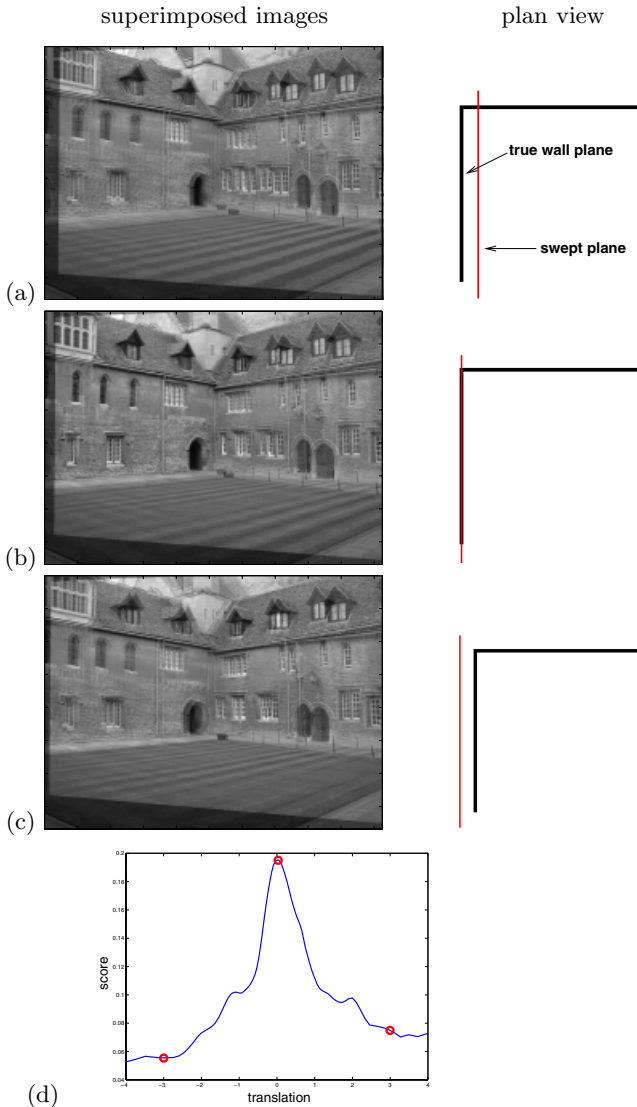 superimposed images
plan view
true wall plane
swept plane
(a)
(b)
(c)
0.2
0.18
0.16
0.14
0.12
0.1
0.08
0.06
0.04
score
−4
−3
−2
−1
0
1
2
3
4
translation
(d)